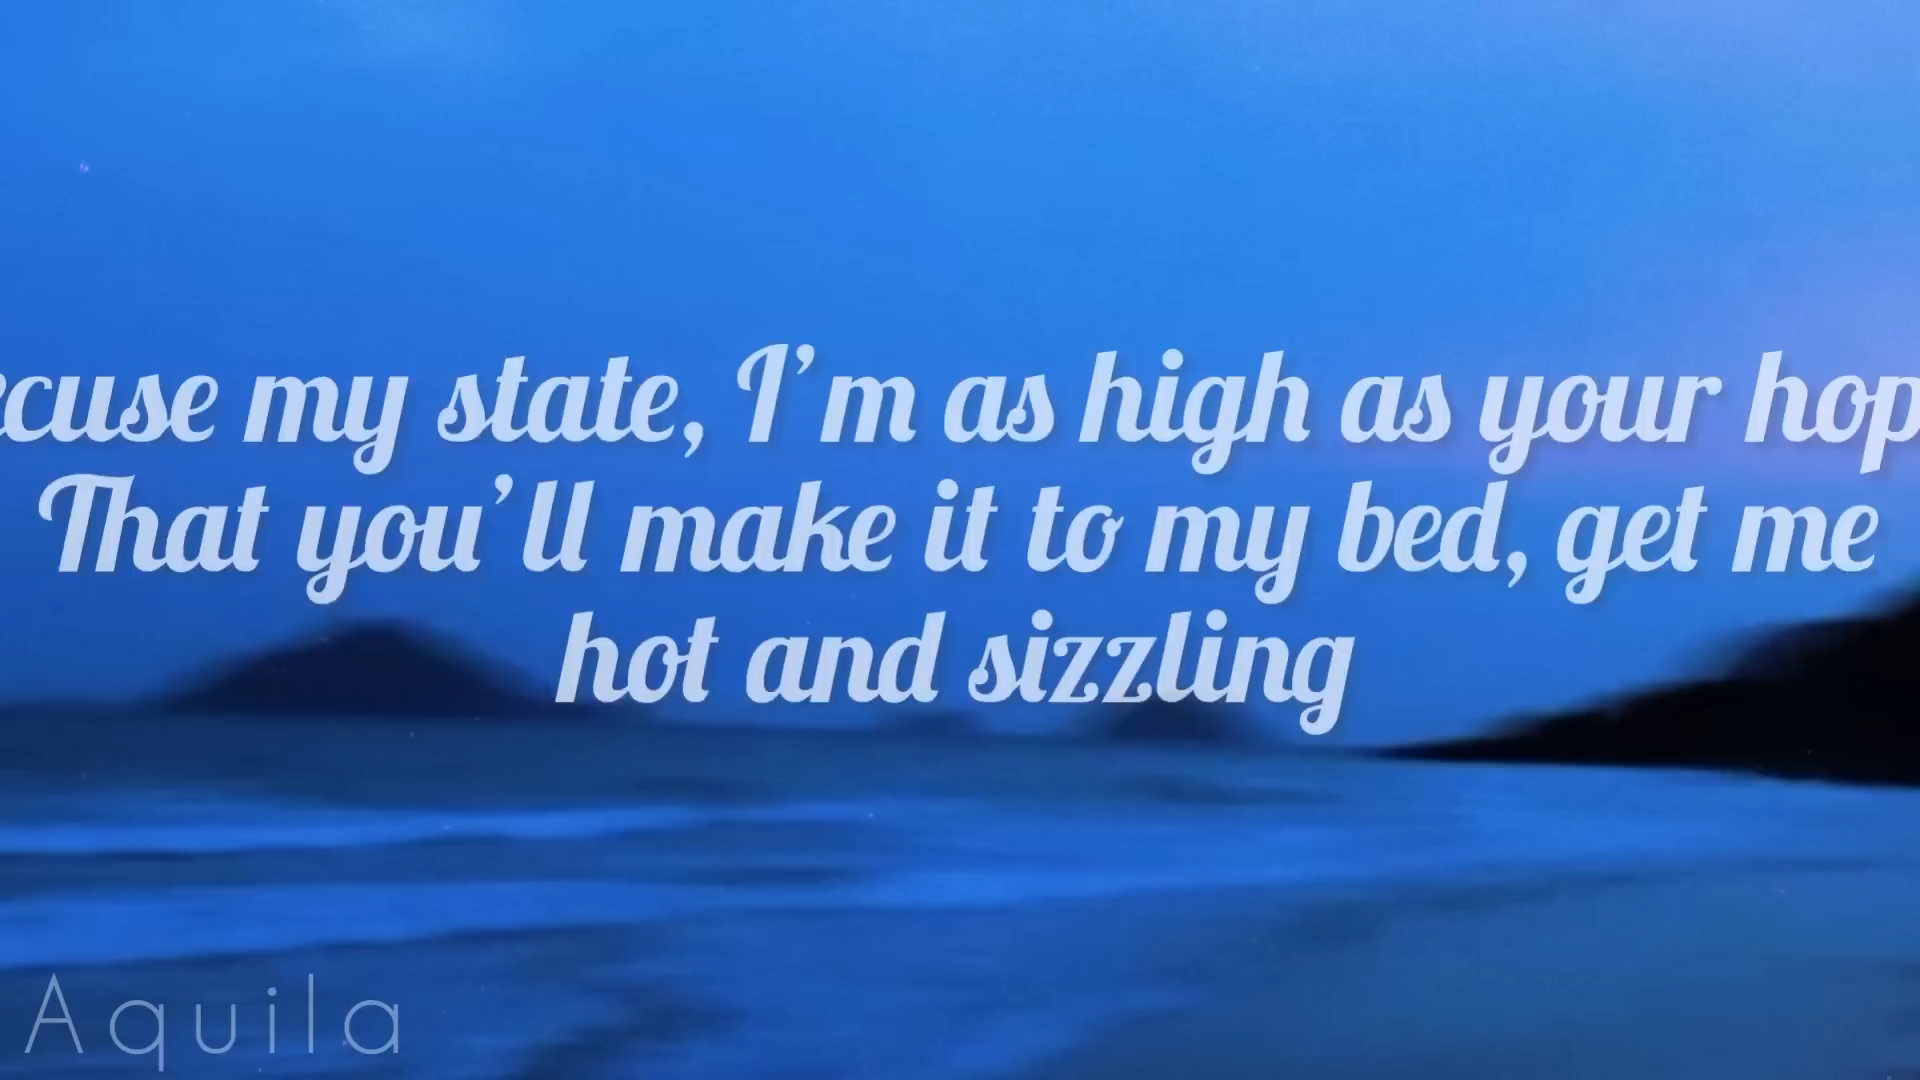 cuse my state, I'm as high as your hop
That you'll make it to my bed, get me
hot and sizzling
Aquila